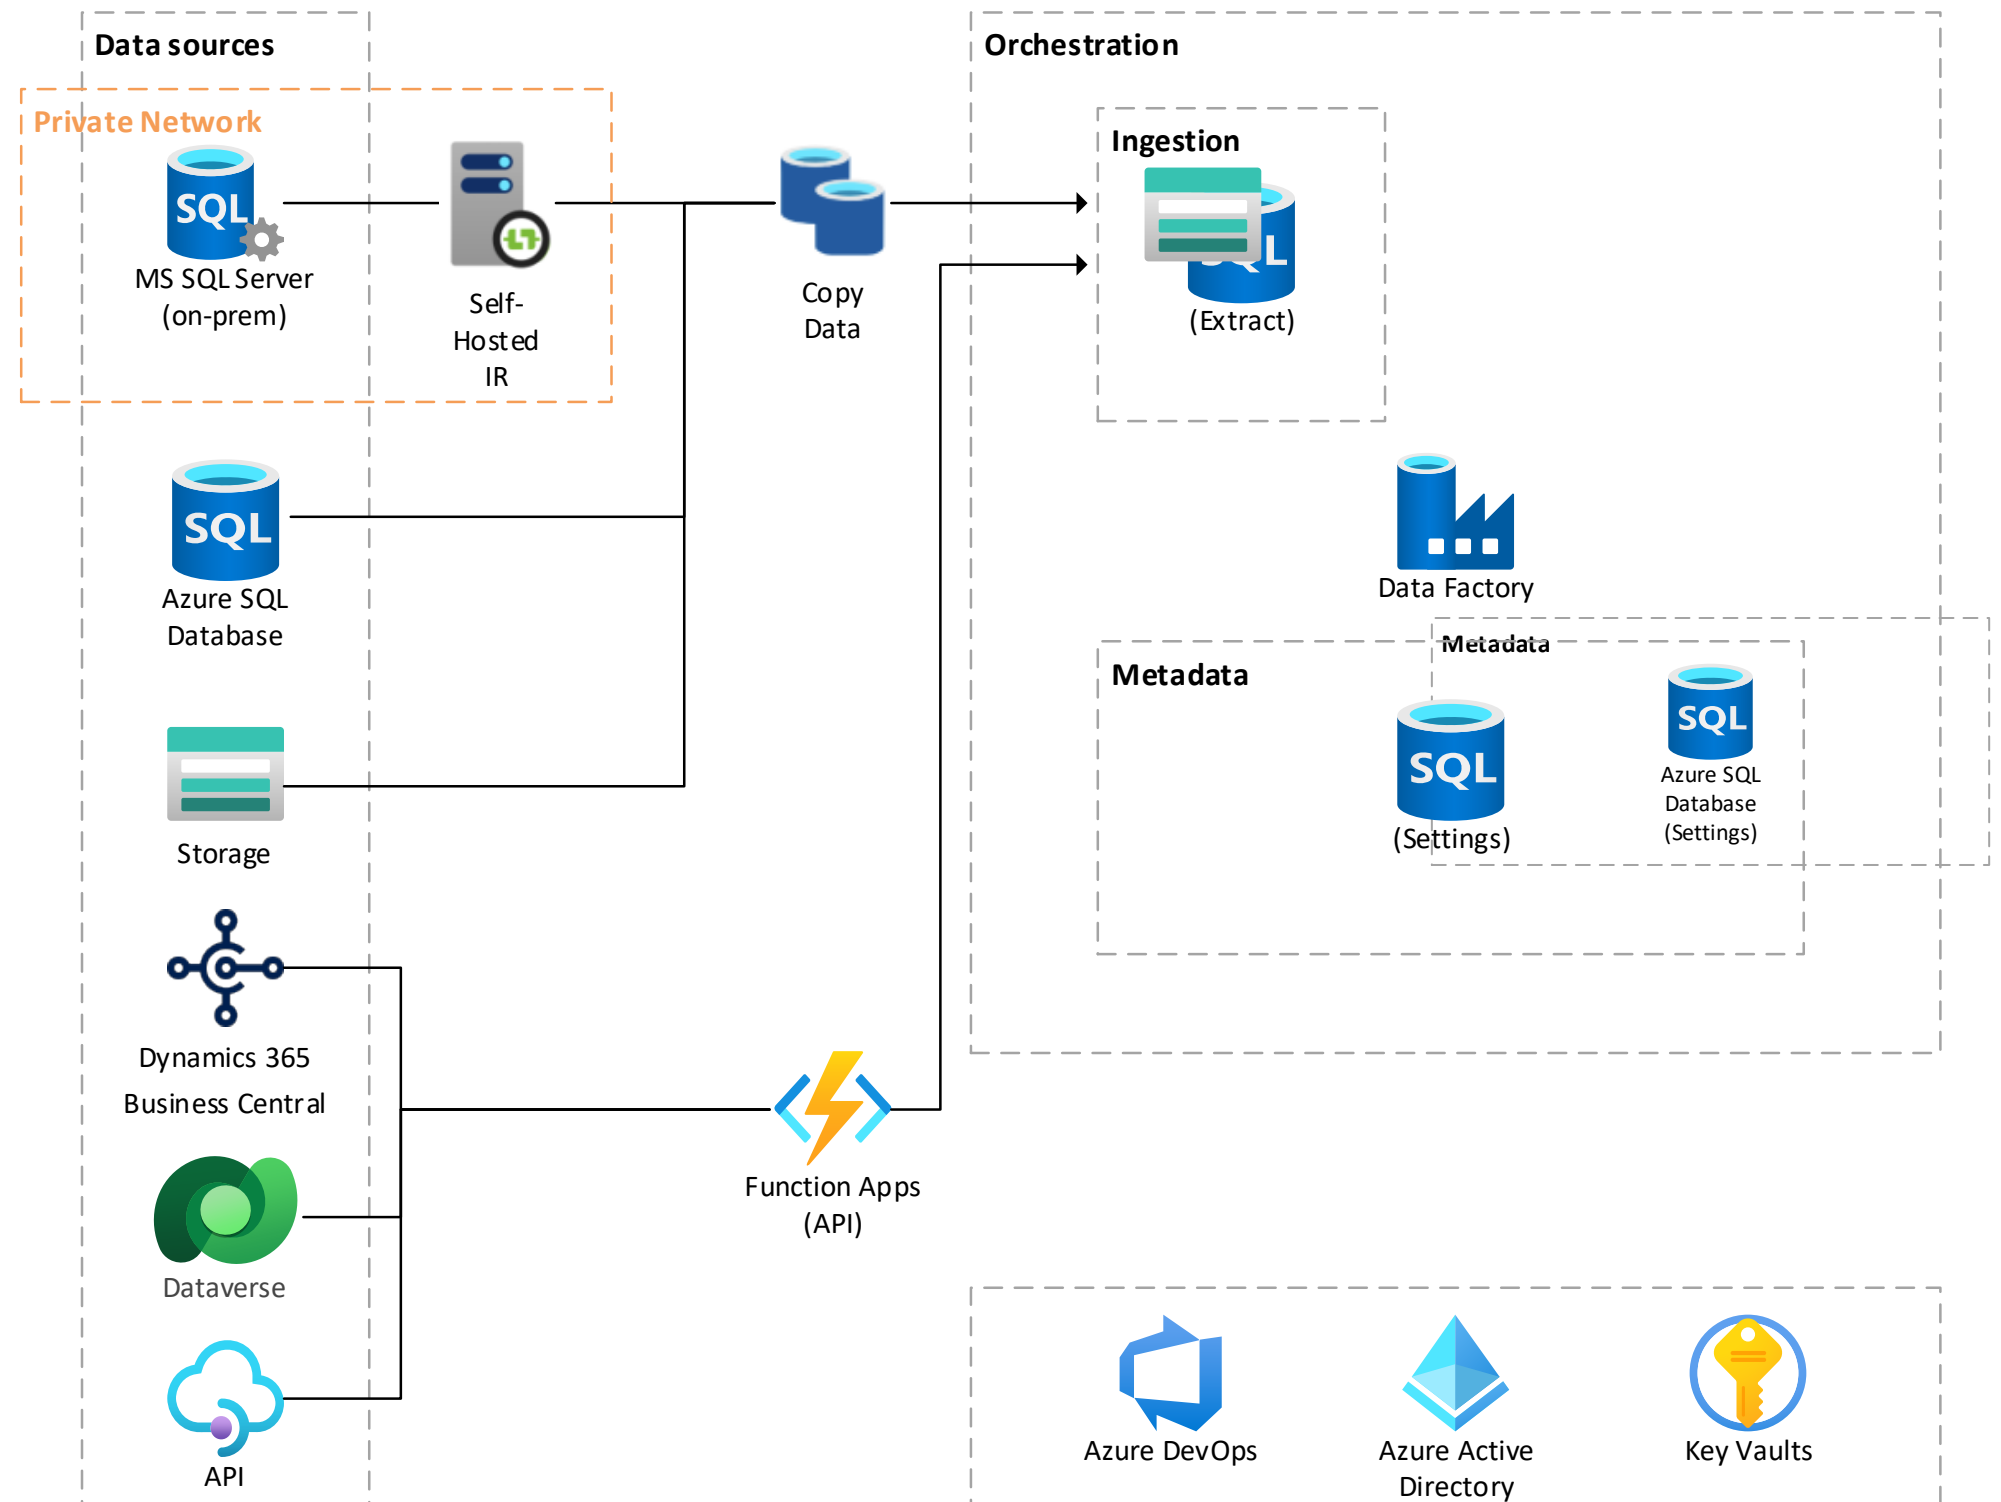 Data sources
Private Network
SQL
MS SQL Server
(on-prem)
Self-
Hosted
IR
Copy
Data
SQL
Azure SQL
Database
Storage
Dynamics 365
Business Central
Dataverse
API
Function Apps
(API)
Orchestration
Ingestion
(Extract)
Data Factory
Metadata
SQL
(Settings)
Metadata
SQL
Azure SQL
Database
(Settings)
Azure DevOps
Azure Active
Directory
Key Vaults